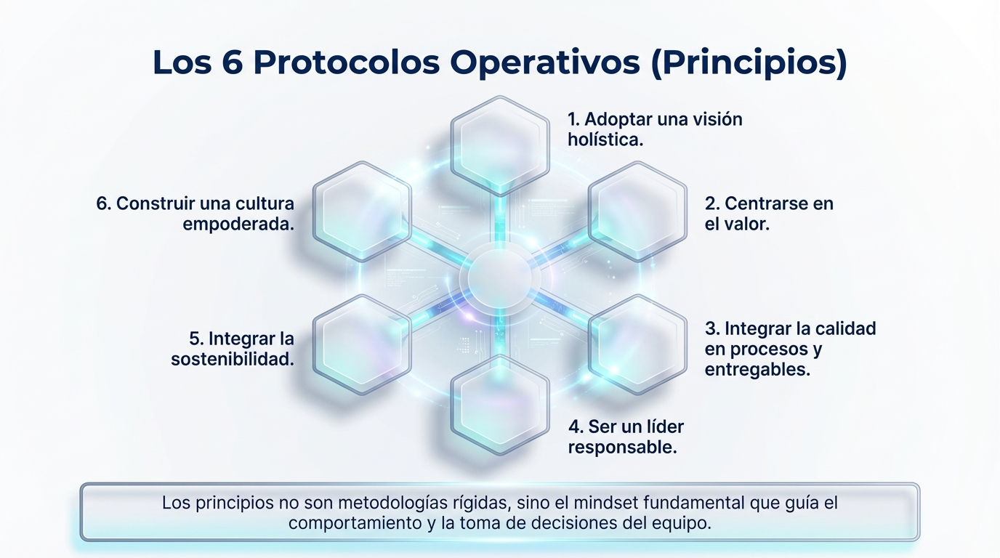 Los 6 Protocolos Operativos (Principios)
1. Adoptar una visión
holística.
2. Centrarse en
el valor.
3. Integrar la calidad
en procesos y
entregables.
4. Ser un líder
responsable.
5. Integrar la
sostenibilidad.
6. Construir una cultura
empoderada.
Los principios no son metodologías rígidas, sino el mindset fundamental que guía el
comportamiento y la toma de decisiones del equipo.